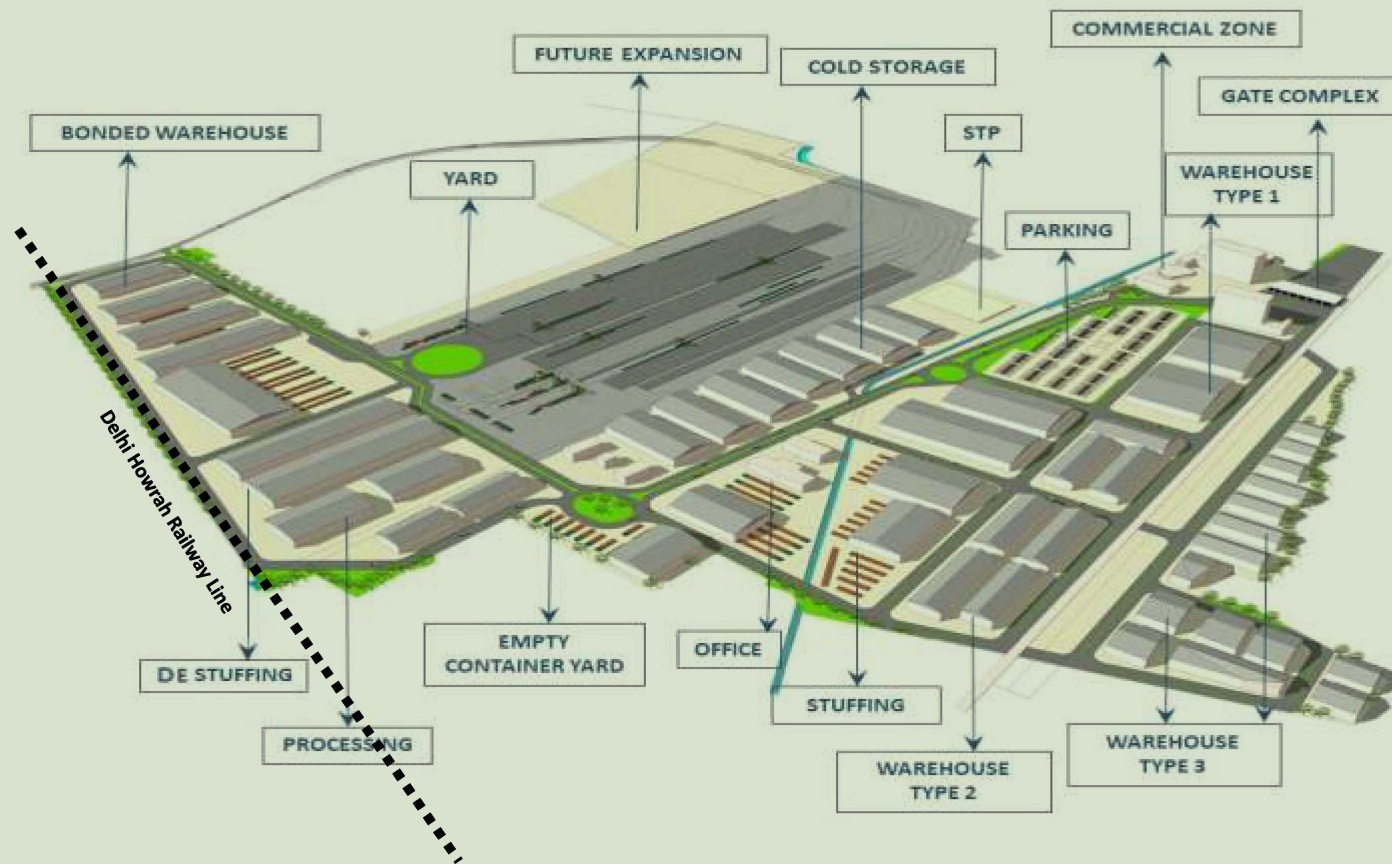 COMMERCIAL ZONE
FUTURE EXPANSION
COLD STORAGE
GATE COMPLEX
BONDED WAREHOUSE
STP
YARD
WAREHOUSE
TYPE 1
PARKING
Delhi Howrah Railway Line
EMPTY
CONTAINER YARD
OFFICE
DE STUFFING
STUFFING
PROCESSING
WAREHOUSE
TYPE 3
WAREHOUSE
TYPE 2